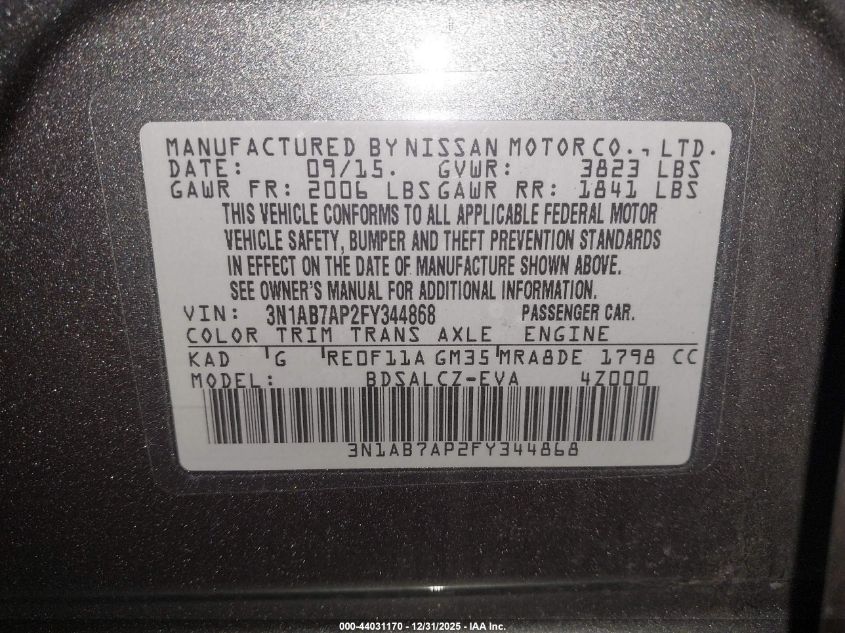 MANUFACTURED BY NISSAN MOTOR CO., LTD.
DATE: 09/15. GVWR: 3823 LBS
GAWR FR: 2006 LBS GAWR RR: 1841 LBS
THIS VEHICLE CONFORMS TO ALL APPLICABLE FEDERAL MOTOR
VEHICLE SAFETY, BUMPER AND THEFT PREVENTION STANDARDS
IN EFFECT ON THE DATE OF MANUFACTURE SHOWN ABOVE.
SEE OWNER'S MANUAL FOR ADDITIONAL INFORMATION.
VIN: 3N1AB7AP2FY344868 PASSENGER CAR.
COLOR TRIM TRANS AXLE ENGINE
KAD G RE0F11A GM35 MRA8DE 1798 CC
MODEL: BDSALCZ-EVA 4Z000
3N1AB7AP2FY344868
000-44031170 - 12/31/2025 - IAA Inc.